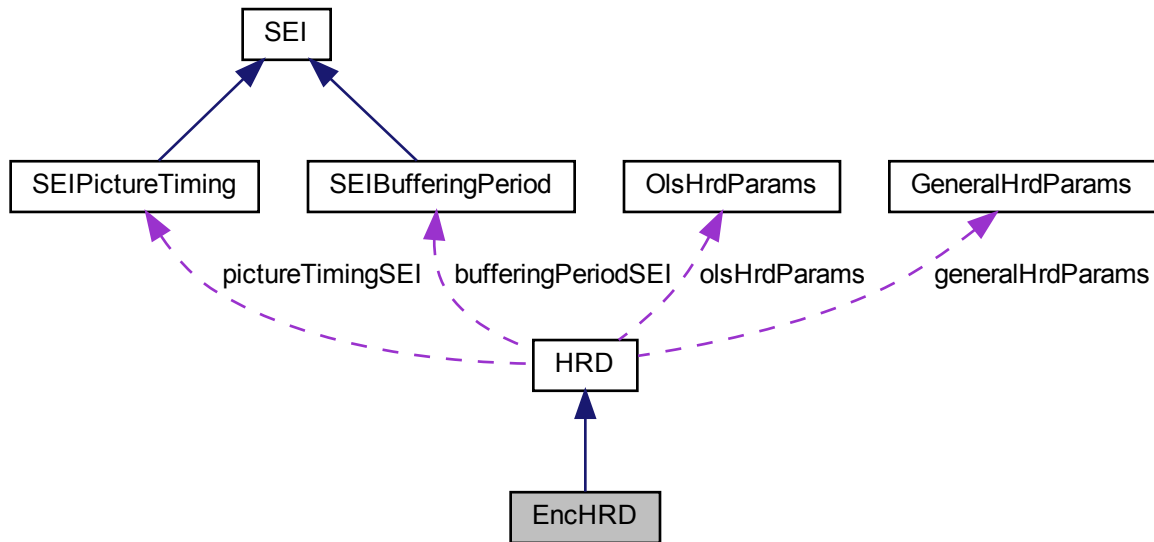 SEI
SEIPictureTiming
SEIBufferingPeriod
OlsHrdParams
GeneralHrdParams
pictureTimingSEI
bufferingPeriodSEI
olsHrdParams
generalHrdParams
HRD
EncHRD